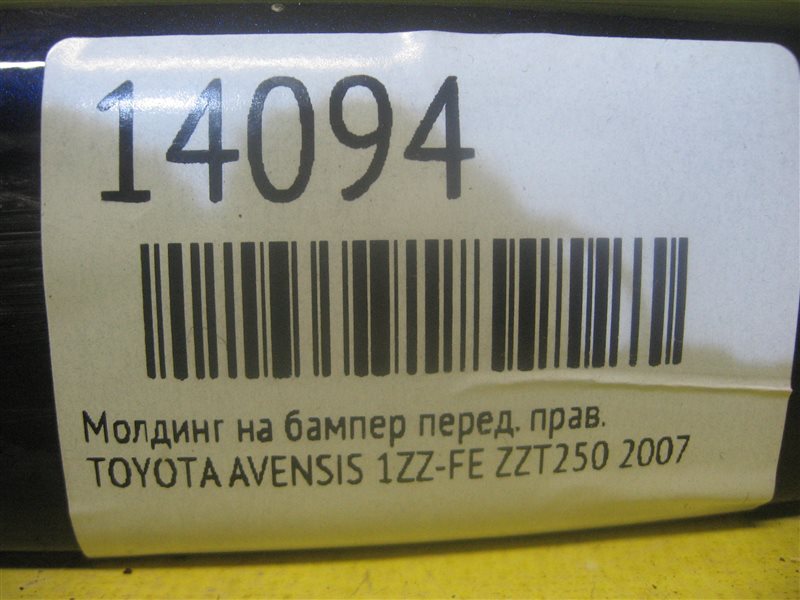 14094
Молдинг на бампер перед. прав.
TOYOTA AVENSIS 1ZZ-FE ZZT250 2007